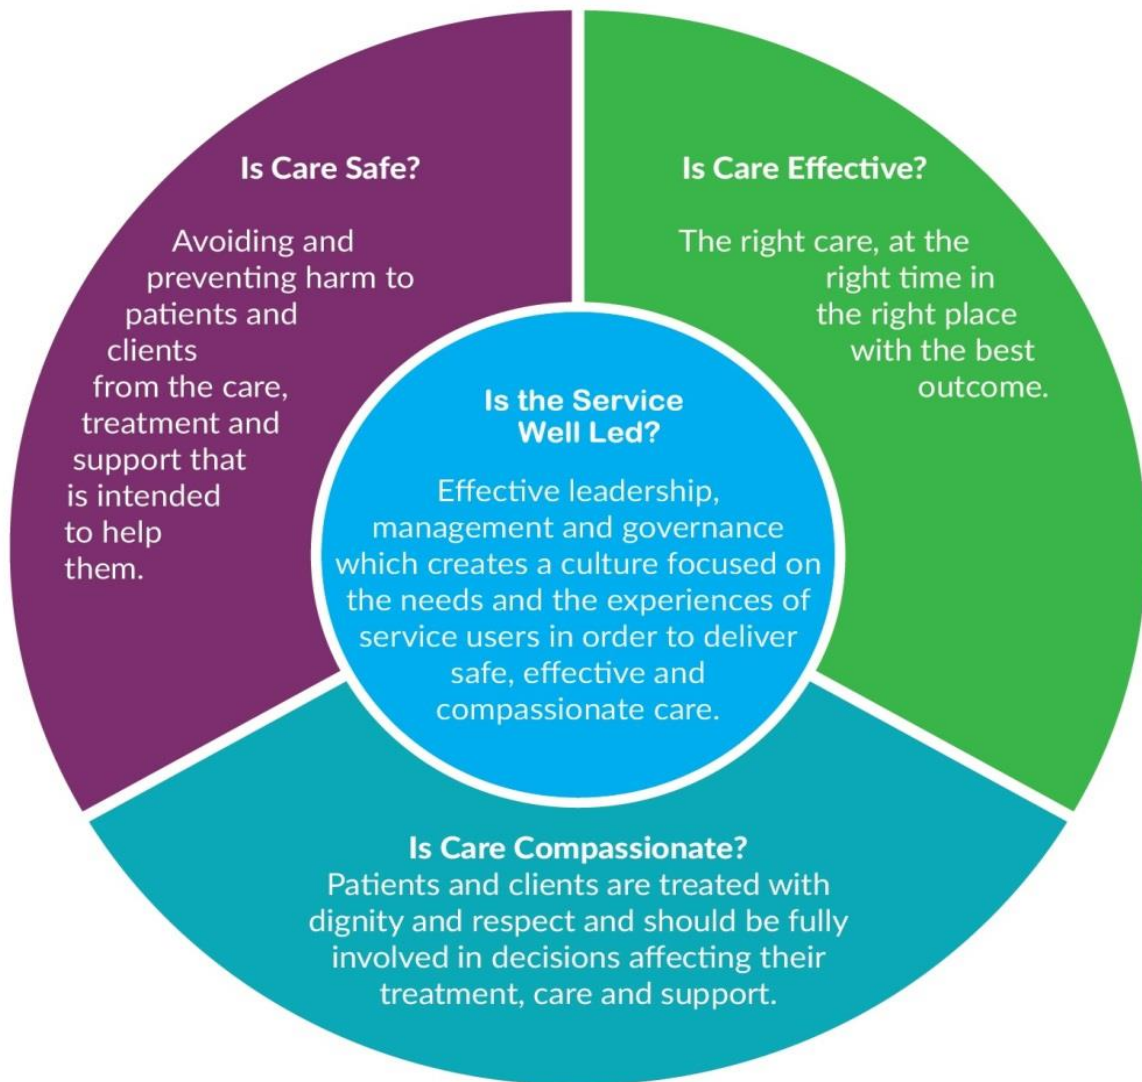 Is Care Safe?
Avoiding and
preventing harm to
patients and
clients
from the care,
treatment and
support that
is intended
to help
them.
Is Care Effective?
The right care, at the
right time in
the right place
with the best
outcome.
Is the Service
Well Led?
Effective leadership,
management and governance
which creates a culture focused on
the needs and the experiences of
service users in order to deliver
safe, effective and
compassionate care.
Is Care Compassionate?
Patients and clients are treated with
dignity and respect and should be fully
involved in decisions affecting their
treatment, care and support.